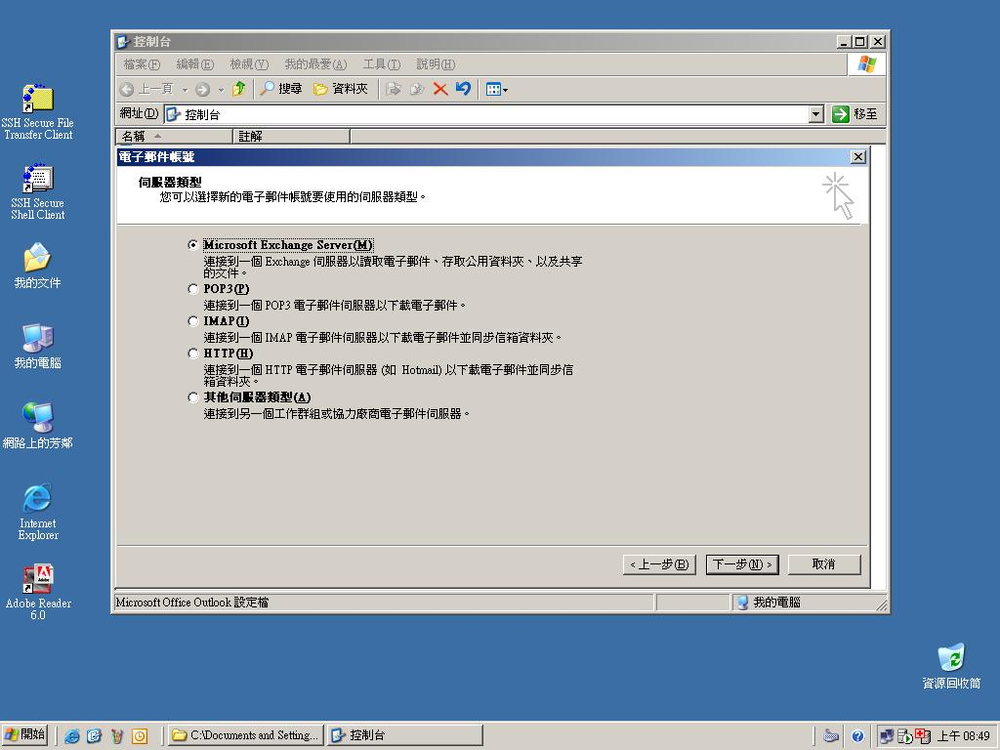 控制台
檔案(F) 編輯(E) 檢視(V) 我的最愛(A) 工具(T) 說明(H)
上一頁 搜尋 資料夾
網址(D) 控制台 移至
名稱 註解
電子郵件帳號
伺服器類型
您可以選擇新的電子郵件帳號要使用的伺服器類型。
Microsoft Exchange Server(M)
連接到一個 Exchange 伺服器以讀取電子郵件、存取公用資料夾、以及共享
的文件。
POP3(P)
連接到一個 POP3 電子郵件伺服器以下載電子郵件。
IMAP(I)
連接到一個 IMAP 電子郵件伺服器以下載電子郵件並同步信箱資料夾。
HTTP(H)
連接到一個 HTTP 電子郵件伺服器 (如 Hotmail) 以下載電子郵件並同步信
箱資料夾。
其他伺服器類型(A)
連接到另一個工作群組或協力廠商電子郵件伺服器。
< 上一步(B) 下一步(N) > 取消
Microsoft Office Outlook 設定檔 我的電腦
SSH Secure File
Transfer Client
SSH Secure
Shell Client
我的文件
我的電腦
網路上的芳鄰
Internet
Explorer
Adobe
Adobe Reader
6.0
資源回收筒
開始 C:\Documents and Setting... 控制台 上午 08:49